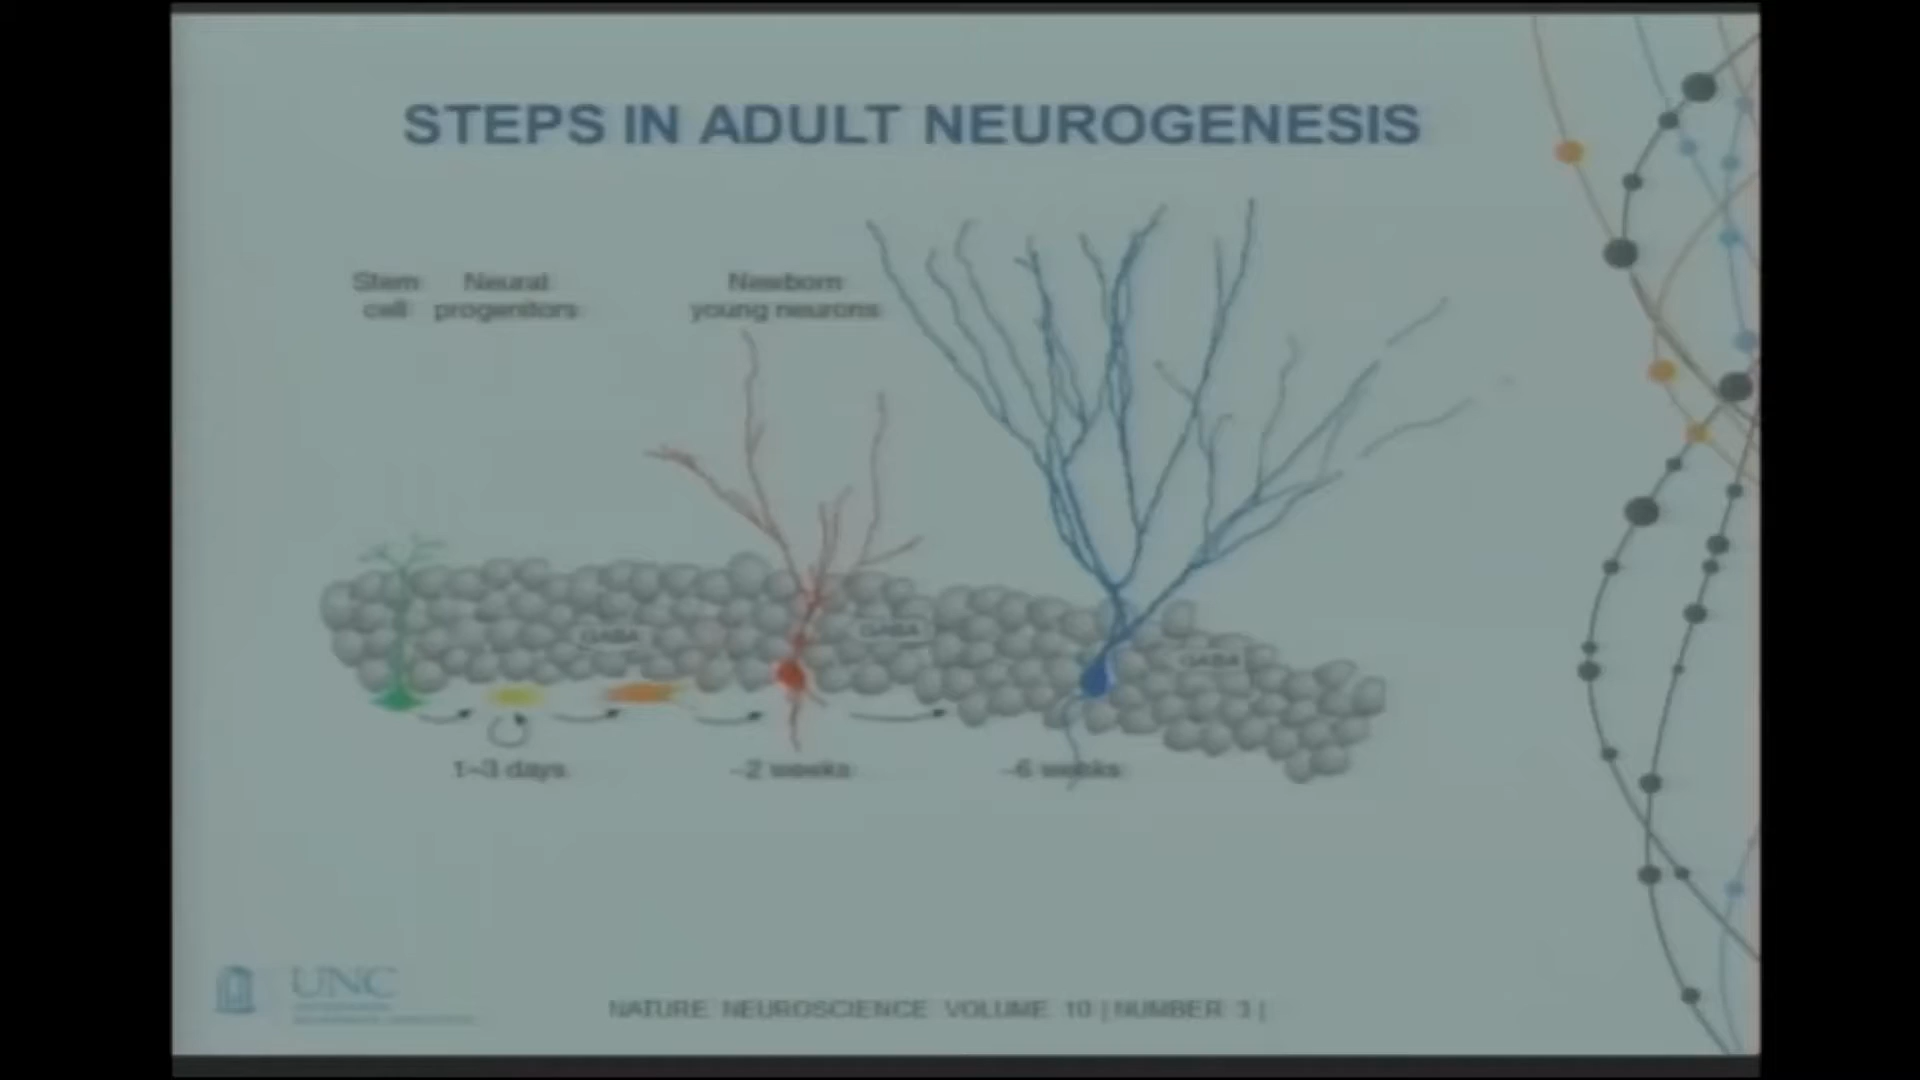 STEPS IN ADULT NEUROGENESIS
Stem cell
Neural progenitors
Newborn young neurons
GABA
GABA
GABA
1-3 days
~2 weeks
~6 weeks
UNC
NATURE NEUROSCIENCE VOLUME 10 | NUMBER 3 |